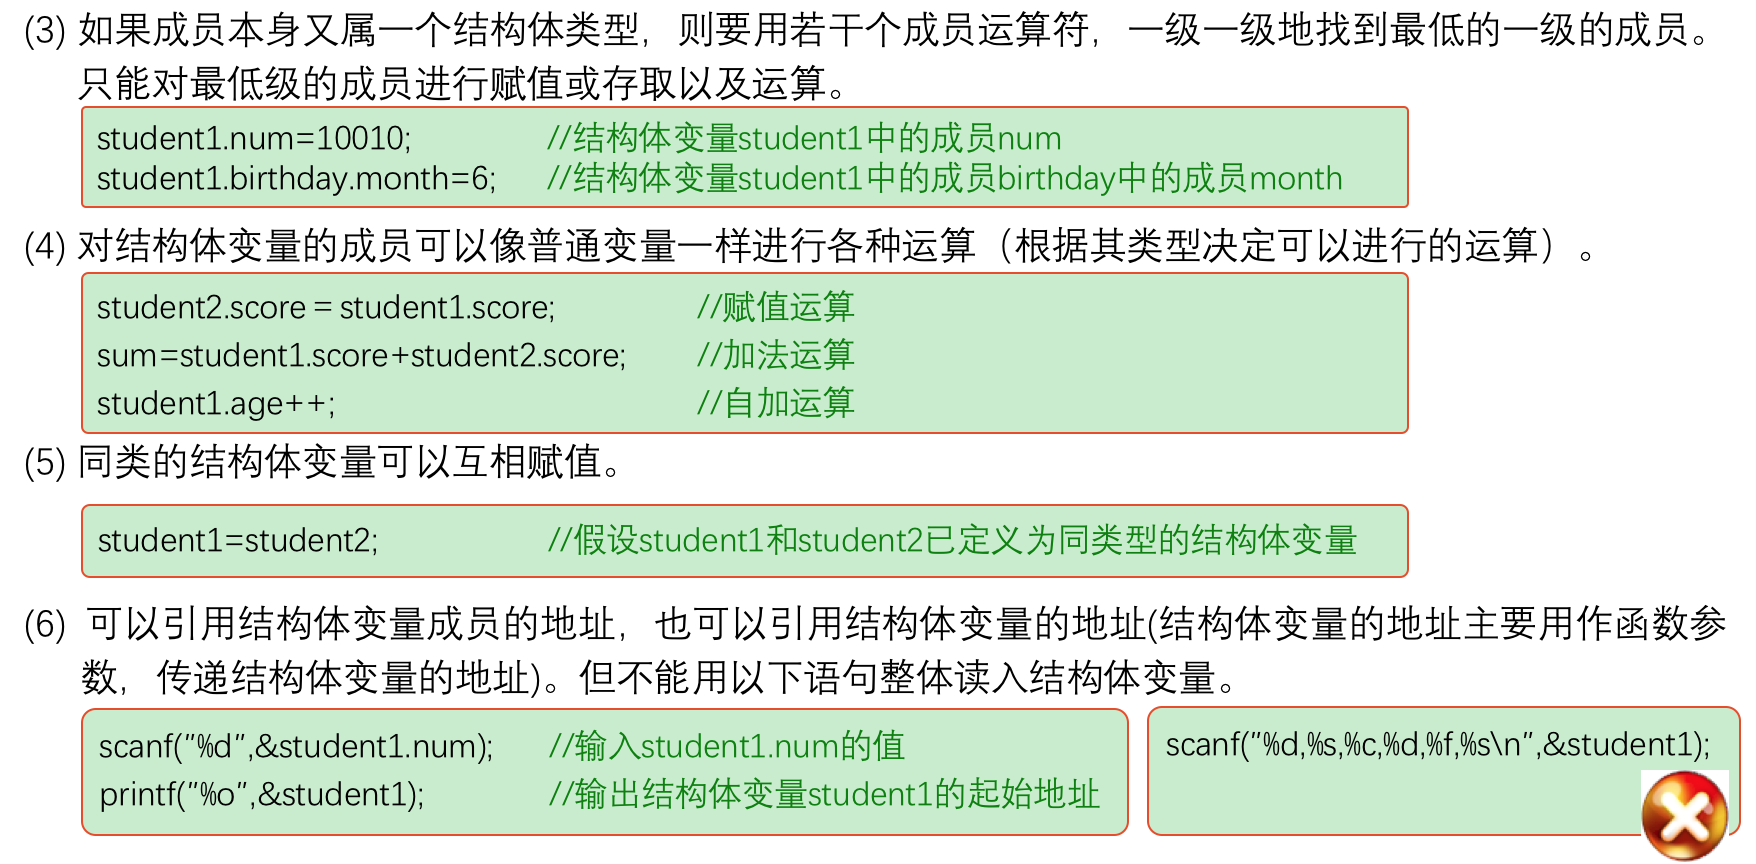 (3) 如果成员本身又属一个结构体类型，则要用若干个成员运算符，一级一级地找到最低的一级的成员。
只能对最低级的成员进行赋值或存取以及运算。
student1.num=10010; //结构体变量student1中的成员num
student1.birthday.month=6; //结构体变量student1中的成员birthday中的成员month
(4) 对结构体变量的成员可以像普通变量一样进行各种运算（根据其类型决定可以进行的运算）。
student2.score = student1.score; //赋值运算
sum=student1.score+student2.score; //加法运算
student1.age++; //自加运算
(5) 同类的结构体变量可以互相赋值。
student1=student2; //假设student1和student2已定义为同类型的结构体变量
(6) 可以引用结构体变量成员的地址，也可以引用结构体变量的地址(结构体变量的地址主要用作函数参
数，传递结构体变量的地址)。但不能用以下语句整体读入结构体变量。
scanf("%d",&student1.num); //输入student1.num的值
printf("%o",&student1); //输出结构体变量student1的起始地址
scanf("%d,%s,%c,%d,%f,%s\n",&student1);